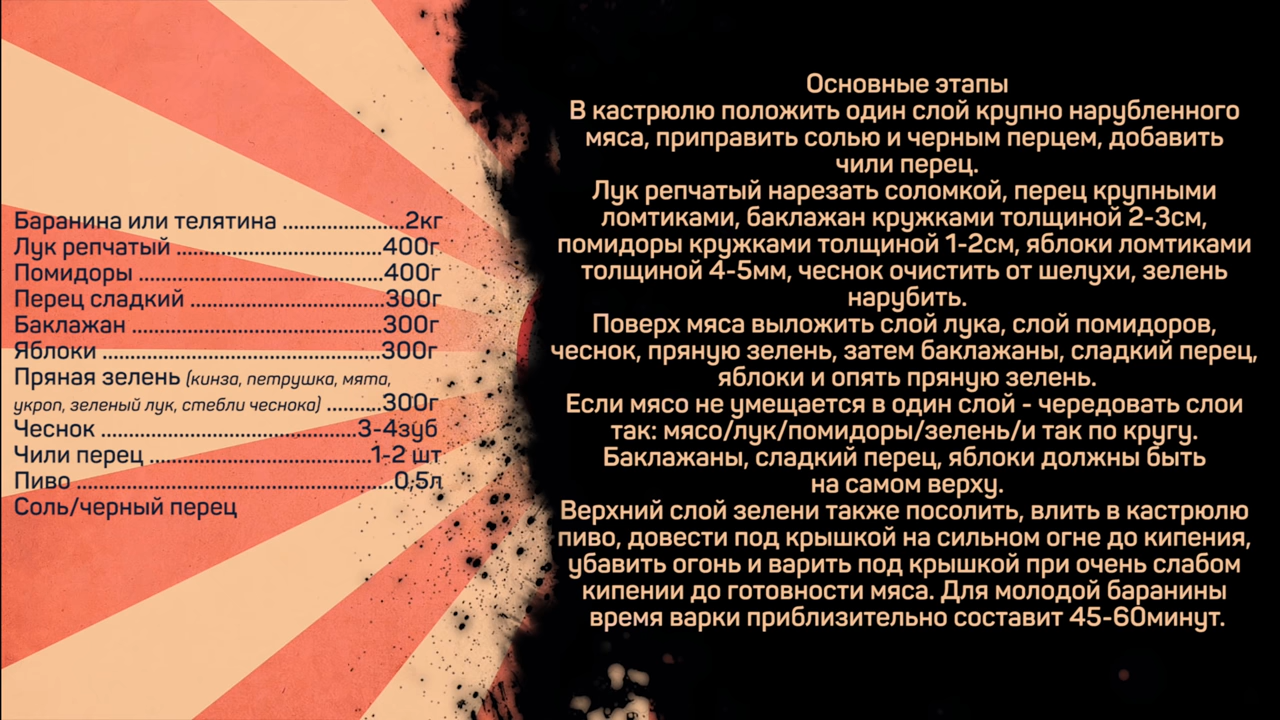 Баранина или телятина ..................2кг
Лук репчатый ...............................400г
Помидоры .....................................400г
Перец сладкий .............................300г
Баклажан ......................................300г
Яблоки ..........................................300г
Пряная зелень (кинза, петрушка, мята,
укроп, зеленый лук, стебли чеснока) ........300г
Чеснок .......................................3-4зуб
Чили перец .................................1-2 шт
Пиво ................................................0,5л
Соль/черный перец
Основные этапы
В кастрюлю положить один слой крупно нарубленного
мяса, приправить солью и черным перцем, добавить
чили перец.
Лук репчатый нарезать соломкой, перец крупными
ломтиками, баклажан кружками толщиной 2-3см,
помидоры кружками толщиной 1-2см, яблоки ломтиками
толщиной 4-5мм, чеснок очистить от шелухи, зелень
нарубить.
Поверх мяса выложить слой лука, слой помидоров,
чеснок, пряную зелень, затем баклажаны, сладкий перец,
яблоки и опять пряную зелень.
Если мясо не умещается в один слой - чередовать слои
так: мясо/лук/помидоры/зелень/и так по кругу.
Баклажаны, сладкий перец, яблоки должны быть
на самом верху.
Верхний слой зелени также посолить, влить в кастрюлю
пиво, довести под крышкой на сильном огне до кипения,
убавить огонь и варить под крышкой при очень слабом
кипении до готовности мяса. Для молодой баранины
время варки приблизительно составит 45-60минут.